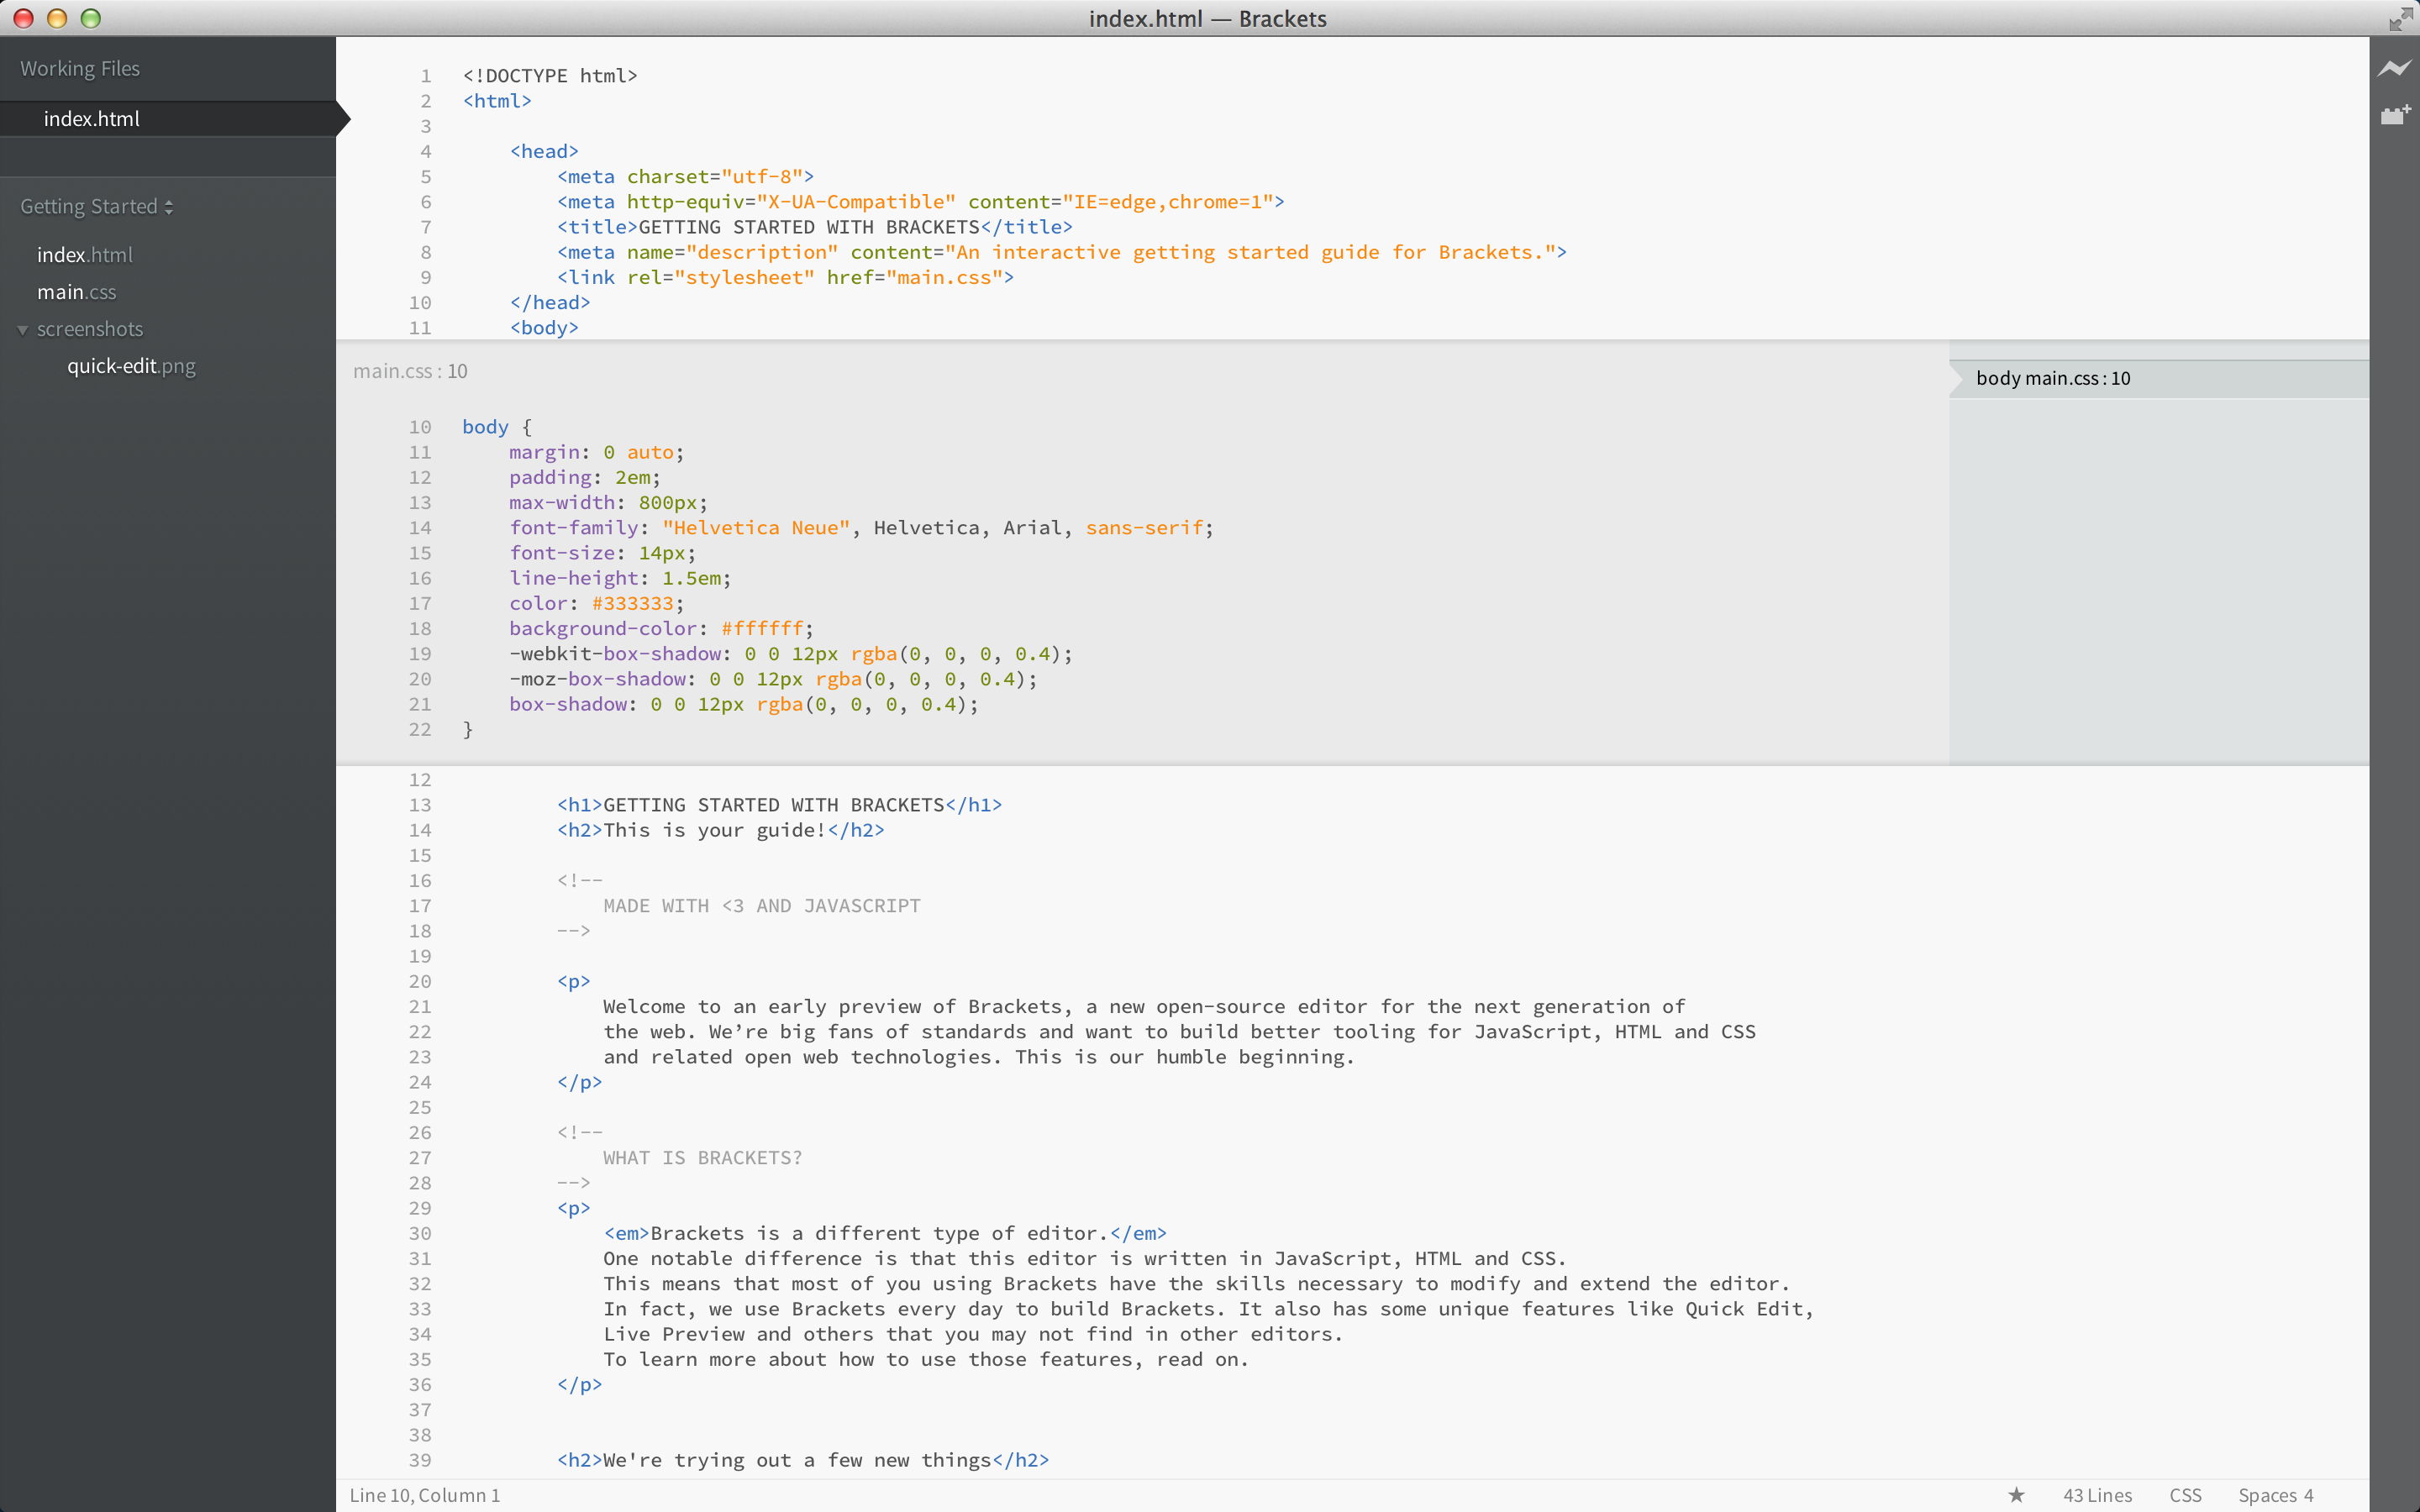 index.html — Brackets
Working Files
index.html
Getting Started
index.html
main.css
screenshots
quick-edit.png
1 <!DOCTYPE html>
2 <html>
3
4     <head>
5         <meta charset="utf-8">
6         <meta http-equiv="X-UA-Compatible" content="IE=edge,chrome=1">
7         <title>GETTING STARTED WITH BRACKETS</title>
8         <meta name="description" content="An interactive getting started guide for Brackets.">
9         <link rel="stylesheet" href="main.css">
10     </head>
11     <body>
main.css : 10
body main.css : 10
10 body {
11     margin: 0 auto;
12     padding: 2em;
13     max-width: 800px;
14     font-family: "Helvetica Neue", Helvetica, Arial, sans-serif;
15     font-size: 14px;
16     line-height: 1.5em;
17     color: #333333;
18     background-color: #ffffff;
19     -webkit-box-shadow: 0 0 12px rgba(0, 0, 0, 0.4);
20     -moz-box-shadow: 0 0 12px rgba(0, 0, 0, 0.4);
21     box-shadow: 0 0 12px rgba(0, 0, 0, 0.4);
22 }
12
13         <h1>GETTING STARTED WITH BRACKETS</h1>
14         <h2>This is your guide!</h2>
15
16         <!--
17             MADE WITH <3 AND JAVASCRIPT
18         -->
19
20         <p>
21             Welcome to an early preview of Brackets, a new open-source editor for the next generation of
22             the web. We’re big fans of standards and want to build better tooling for JavaScript, HTML and CSS
23             and related open web technologies. This is our humble beginning.
24         </p>
25
26         <!--
27             WHAT IS BRACKETS?
28         -->
29         <p>
30             <em>Brackets is a different type of editor.</em>
31             One notable difference is that this editor is written in JavaScript, HTML and CSS.
32             This means that most of you using Brackets have the skills necessary to modify and extend the editor.
33             In fact, we use Brackets every day to build Brackets. It also has some unique features like Quick Edit,
34             Live Preview and others that you may not find in other editors.
35             To learn more about how to use those features, read on.
36         </p>
37
38
39         <h2>We're trying out a few new things</h2>
Line 10, Column 1
43 Lines CSS Spaces 4